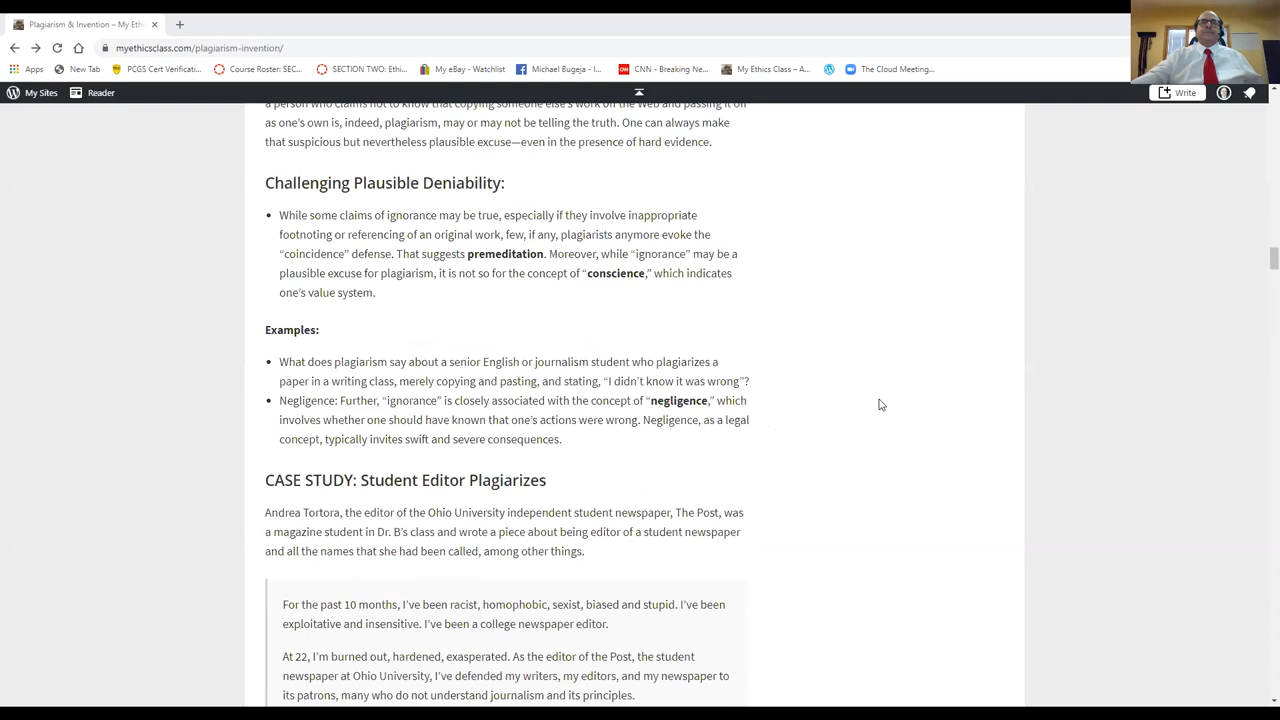 Plagiarism & Invention – My Ethi
myethicsclass.com/plagiarism-invention/
Apps
New Tab
PCGS Cert Verificati...
Course Roster: SEC...
SECTION TWO: Ethi...
My eBay - Watchlist
Michael Bugeja - I...
CNN - Breaking Ne...
My Ethics Class – A...
The Cloud Meeting...
My Sites
Reader
Write
a person who claims not to know that copying someone else's work on the Web and passing it off
as one's own is, indeed, plagiarism, may or may not be telling the truth. One can always make
that suspicious but nevertheless plausible excuse—even in the presence of hard evidence.
Challenging Plausible Deniability:
• While some claims of ignorance may be true, especially if they involve inappropriate
footnoting or referencing of an original work, few, if any, plagiarists anymore evoke the
“coincidence” defense. That suggests premeditation. Moreover, while “ignorance” may be a
plausible excuse for plagiarism, it is not so for the concept of “conscience,” which indicates
one's value system.
Examples:
• What does plagiarism say about a senior English or journalism student who plagiarizes a
paper in a writing class, merely copying and pasting, and stating, “I didn't know it was wrong”?
• Negligence: Further, “ignorance” is closely associated with the concept of “negligence,” which
involves whether one should have known that one's actions were wrong. Negligence, as a legal
concept, typically invites swift and severe consequences.
CASE STUDY: Student Editor Plagiarizes
Andrea Tortora, the editor of the Ohio University independent student newspaper, The Post, was
a magazine student in Dr. B's class and wrote a piece about being editor of a student newspaper
and all the names that she had been called, among other things.
For the past 10 months, I've been racist, homophobic, sexist, biased and stupid. I've been
exploitative and insensitive. I've been a college newspaper editor.
At 22, I'm burned out, hardened, exasperated. As the editor of the Post, the student
newspaper at Ohio University, I've defended my writers, my editors, and my newspaper to
its patrons, many who do not understand journalism and its principles.